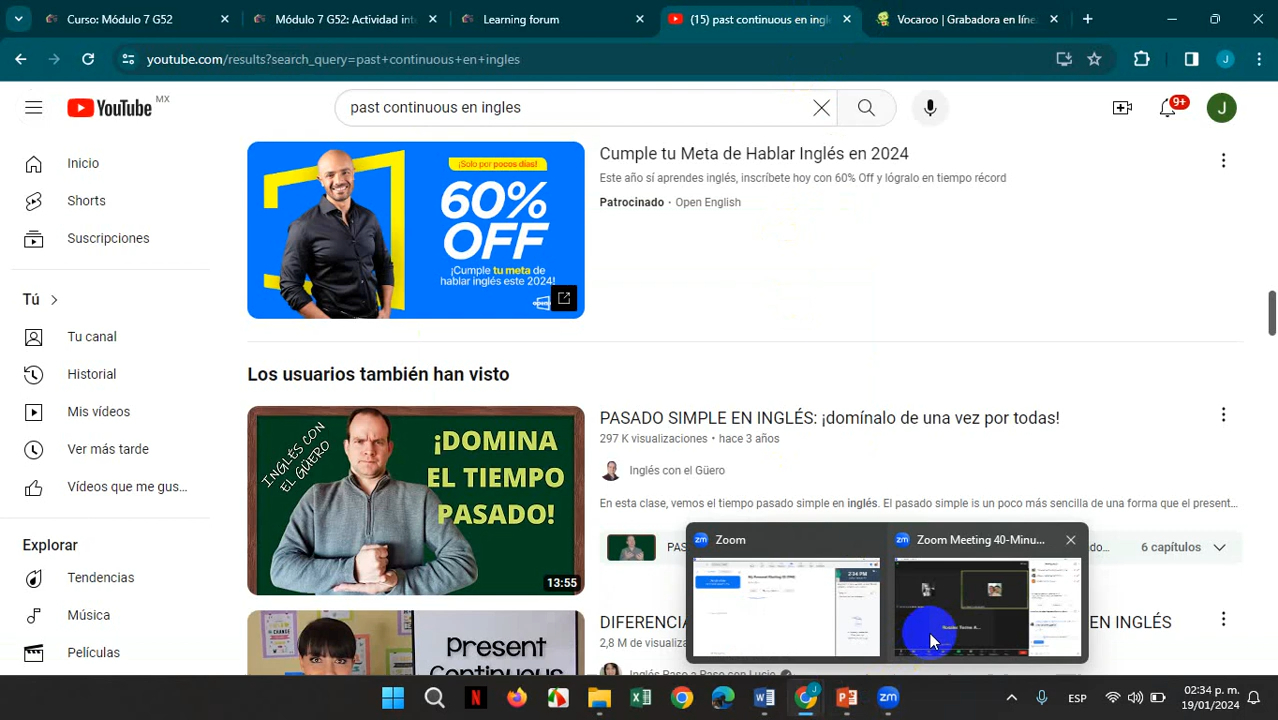 Curso: Módulo 7 G52
Módulo 7 G52: Actividad int
Learning forum
(15) past continuous en ingl
Vocaroo | Grabadora en líne
youtube.com/results?search_query=past+continuous+en+ingles
YouTube MX
past continuous en ingles
9+
J
Inicio
Shorts
Suscripciones
Tú
Tu canal
Historial
Mis vídeos
Ver más tarde
Vídeos que me gus...
Explorar
Tendencias
Música
Películas
¡Solo por pocos días!
60%
OFF
¡Cumple tu meta de
hablar inglés este 2024!
Cumple tu Meta de Hablar Inglés en 2024
Este año sí aprendes inglés, inscríbete hoy con 60% Off y lógralo en tiempo récord
Patrocinado • Open English
Los usuarios también han visto
INGLÉS CON
EL GÜERO
¡DOMINA
EL TIEMPO
PASADO!
13:55
PASADO SIMPLE EN INGLÉS: ¡domínalo de una vez por todas!
297 K visualizaciones • hace 3 años
Inglés con el Güero
En esta clase, vemos el tiempo pasado simple en inglés. El pasado simple is un poco más sencilla de una forma que el present...
6 capítulos
Zoom
Zoom Meeting 40-Minu...
2:34 PM
Present
Continuous
DIFERENCIA
EN INGLÉS
ESP
02:34 p. m.
19/01/2024